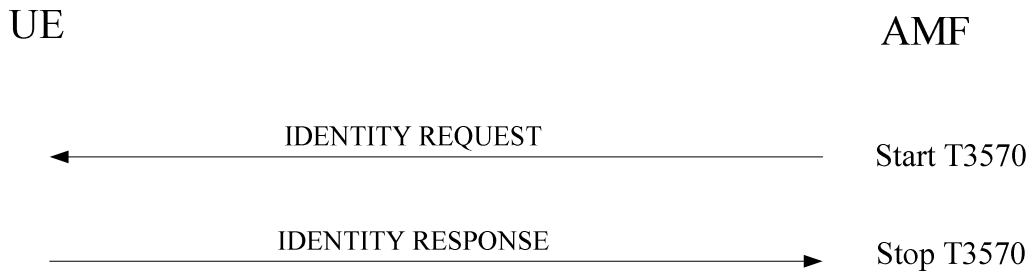 UE
AMF
IDENTITY REQUEST
Start T3570
IDENTITY RESPONSE
Stop T3570